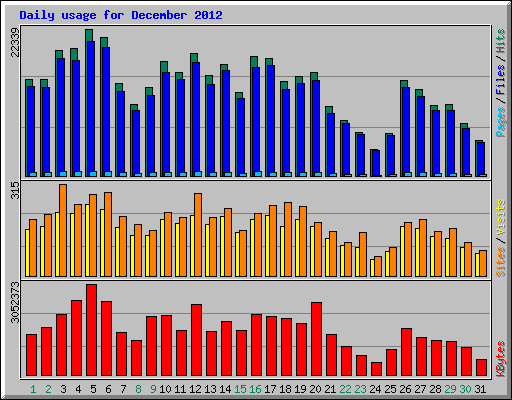 Daily usage for December 2012
22339
Pages / Files / Hits
315
Sites / Visits
3052373
KBytes
1 2 3 4 5 6 7 8 9 10 11 12 13 14 15 16 17 18 19 20 21 22 23 24 25 26 27 28 29 30 31